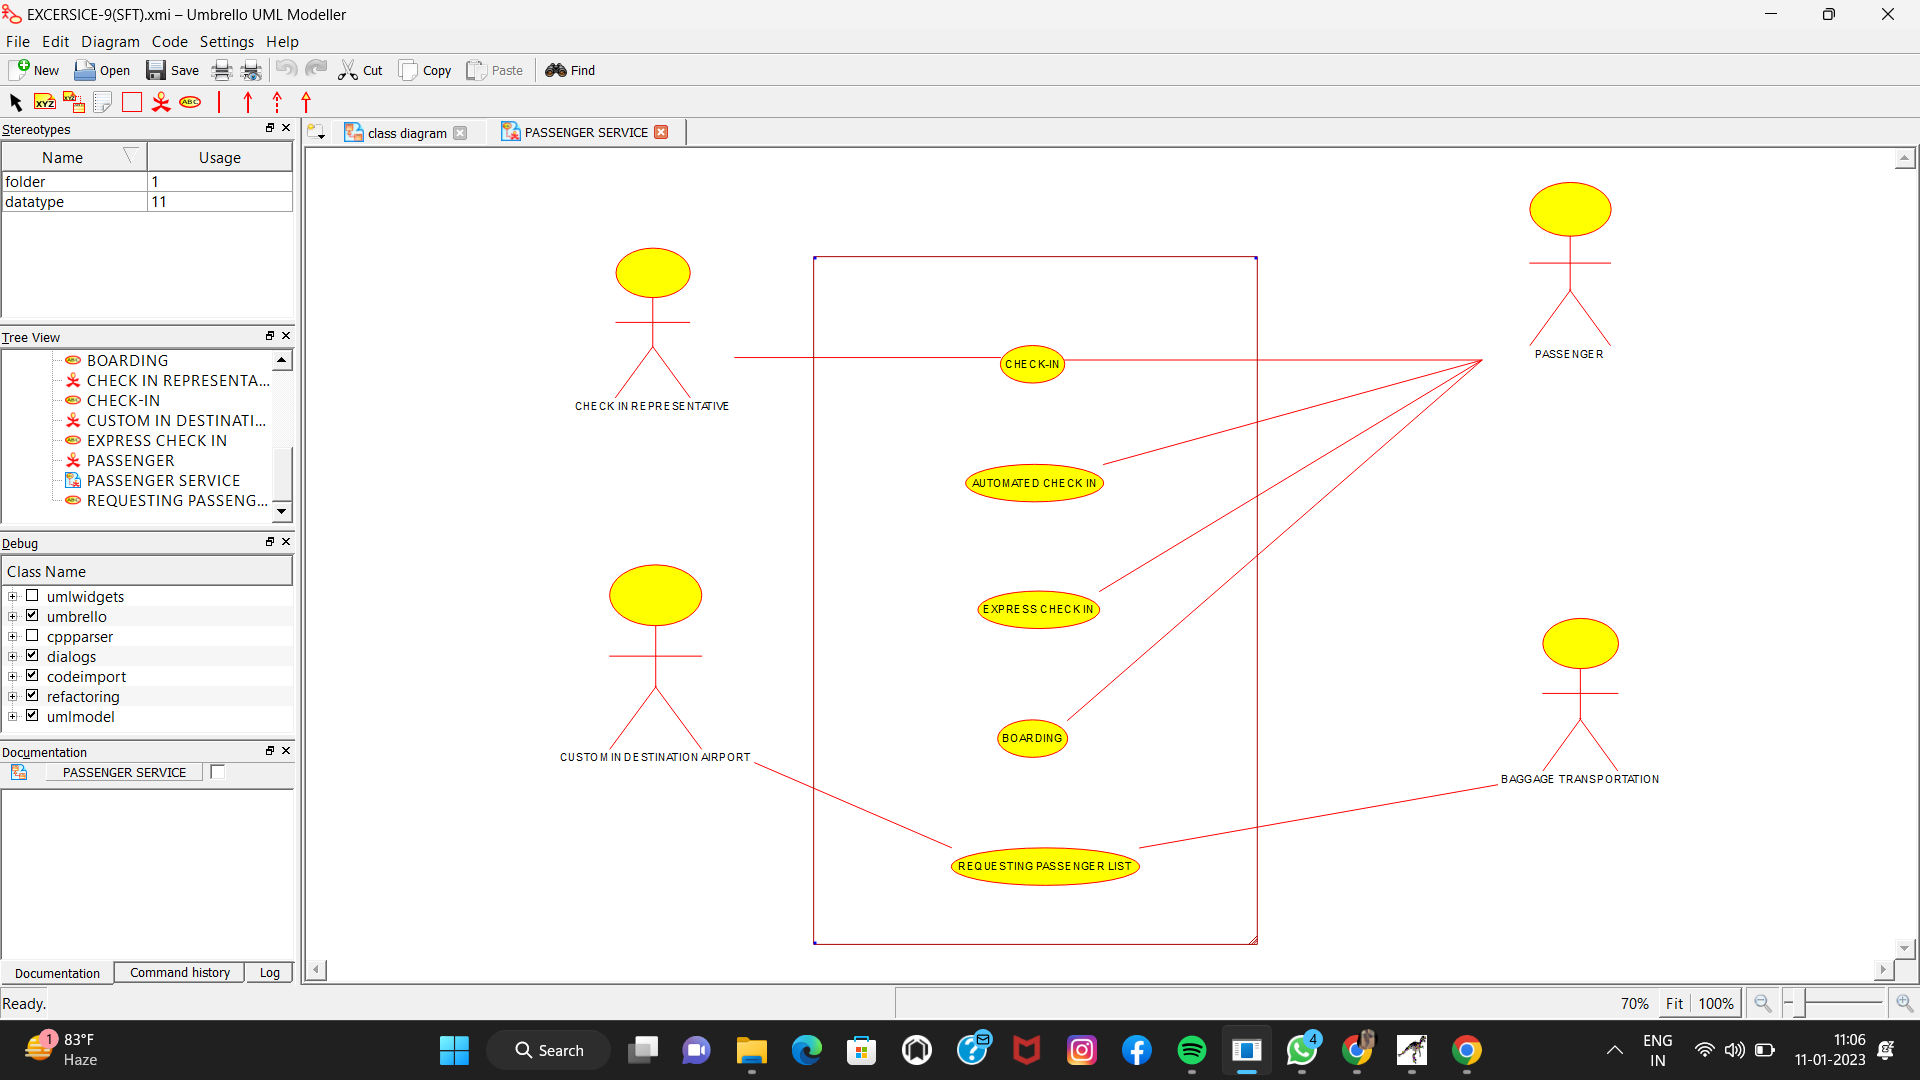 EXCERSICE-9(SFT).xmi – Umbrello UML Modeller
File Edit Diagram Code Settings Help
New Open Save Cut Copy Paste Find
XYZ XYZ ABC
Stereotypes
Name Usage
folder 1
datatype 11
Tree View
BOARDING
CHECK IN REPRESENTA...
CHECK-IN
CUSTOM IN DESTINATI...
EXPRESS CHECK IN
PASSENGER
PASSENGER SERVICE
REQUESTING PASSENG...
Debug
Class Name
umlwidgets
umbrello
cppparser
dialogs
codeimport
refactoring
umlmodel
Documentation
PASSENGER SERVICE
Documentation Command history Log
class diagram PASSENGER SERVICE
PASSENGER
CHECK IN REPRESENTATIVE
CHECK-IN
AUTOMATED CHECK IN
EXPRESS CHECK IN
BOARDING
CUSTOM IN DESTINATION AIRPORT
BAGGAGE TRANSPORTATION
REQUESTING PASSENGER LIST
Ready.
70% Fit 100%
1
83°F
Haze
Search
4
ENG
IN
11:06
11-01-2023